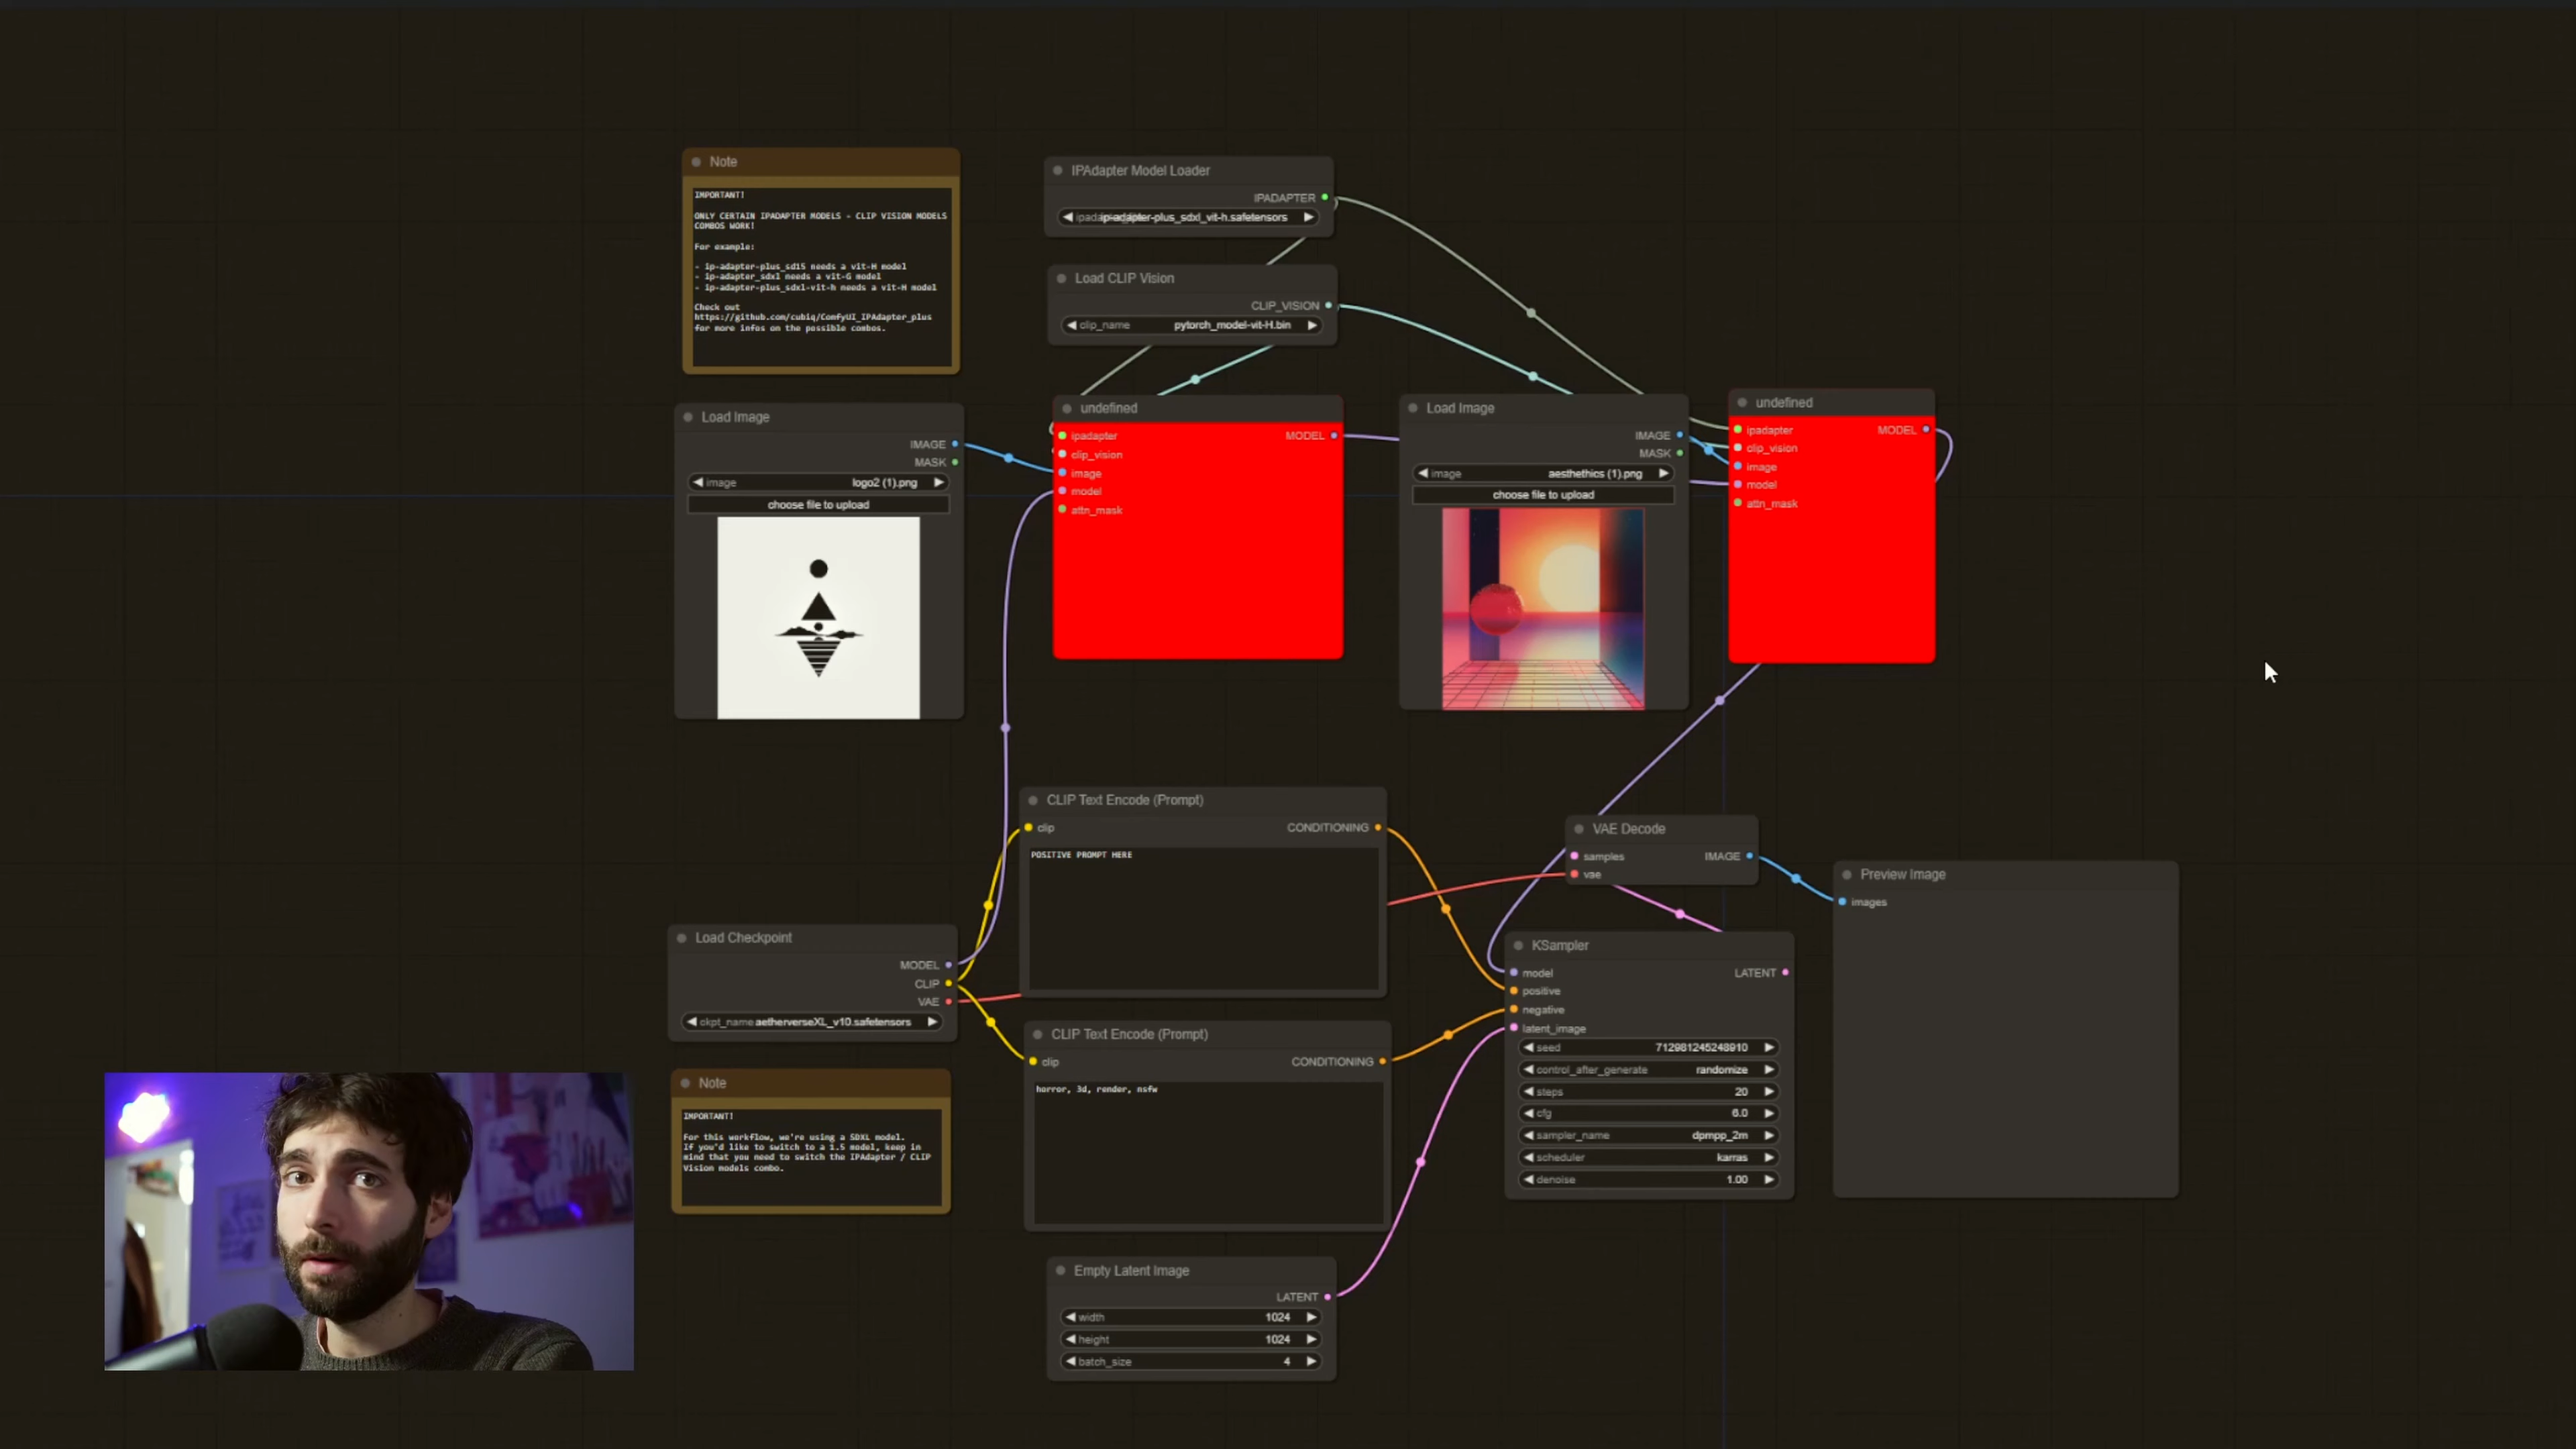 Note
IMPORTANT!
ONLY CERTAIN IPADAPTER MODELS - CLIP VISION MODELS
COMBOS WORK!
For example:
- ip-adapter-plus_sd15 needs a vit-H model
- ip-adapter_sdxl needs a vit-G model
- ip-adapter-plus_sdxl-vit-h needs a vit-H model
Check out
https://github.com/cubiq/ComfyUI_IPAdapter_plus
for more infos on the possible combos.
IPAdapter Model Loader
IPADAPTER
ip-adapter-plus_sdxl_vit-h.safetensors
Load CLIP Vision
CLIP_VISION
clip_name pytorch_model-vit-H.bin
Load Image
IMAGE
MASK
image logo2 (1).png
choose file to upload
undefined
ipadapter MODEL
clip_vision
image
model
attn_mask
Load Image
IMAGE
MASK
image aesthethics (1).png
choose file to upload
undefined
ipadapter MODEL
clip_vision
image
model
attn_mask
CLIP Text Encode (Prompt)
clip CONDITIONING
POSITIVE PROMPT HERE
VAE Decode
samples IMAGE
vae
Preview Image
images
Load Checkpoint
MODEL
CLIP
VAE
ckpt_name aetherverseXL_v10.safetensors
KSampler
model LATENT
positive
negative
latent_image
seed 712981245248910
control_after_generate randomize
steps 20
cfg 6.0
sampler_name dpmpp_2m
scheduler karras
denoise 1.00
CLIP Text Encode (Prompt)
clip CONDITIONING
horror, 3d, render, nsfw
Note
IMPORTANT!
For this workflow, we're using a SDXL model.
If you'd like to switch to a 1.5 model, keep in
mind that you need to switch the IPAdapter / CLIP
Vision models combo.
Empty Latent Image
LATENT
width 1024
height 1024
batch_size 4